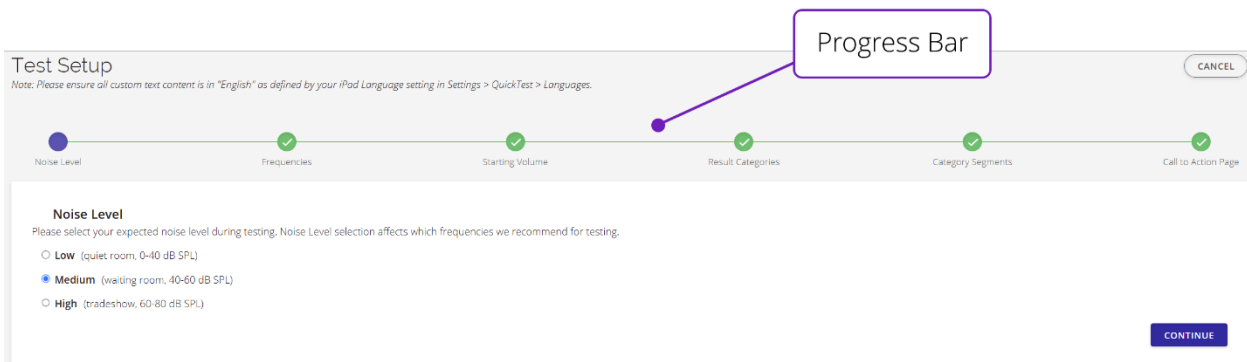 Progress Bar
Test Setup
CANCEL
Note: Please ensure all custom text content is in "English" as defined by your iPad Language setting in Settings > QuickTest > Languages.
Noise Level
Frequencies
Starting Volume
Result Categories
Category Segments
Call to Action Page
Noise Level
Please select your expected noise level during testing. Noise Level selection affects which frequencies we recommend for testing.
Low (quiet room, 0-40 dB SPL)
Medium (waiting room, 40-60 dB SPL)
High (tradeshow, 60-80 dB SPL)
CONTINUE